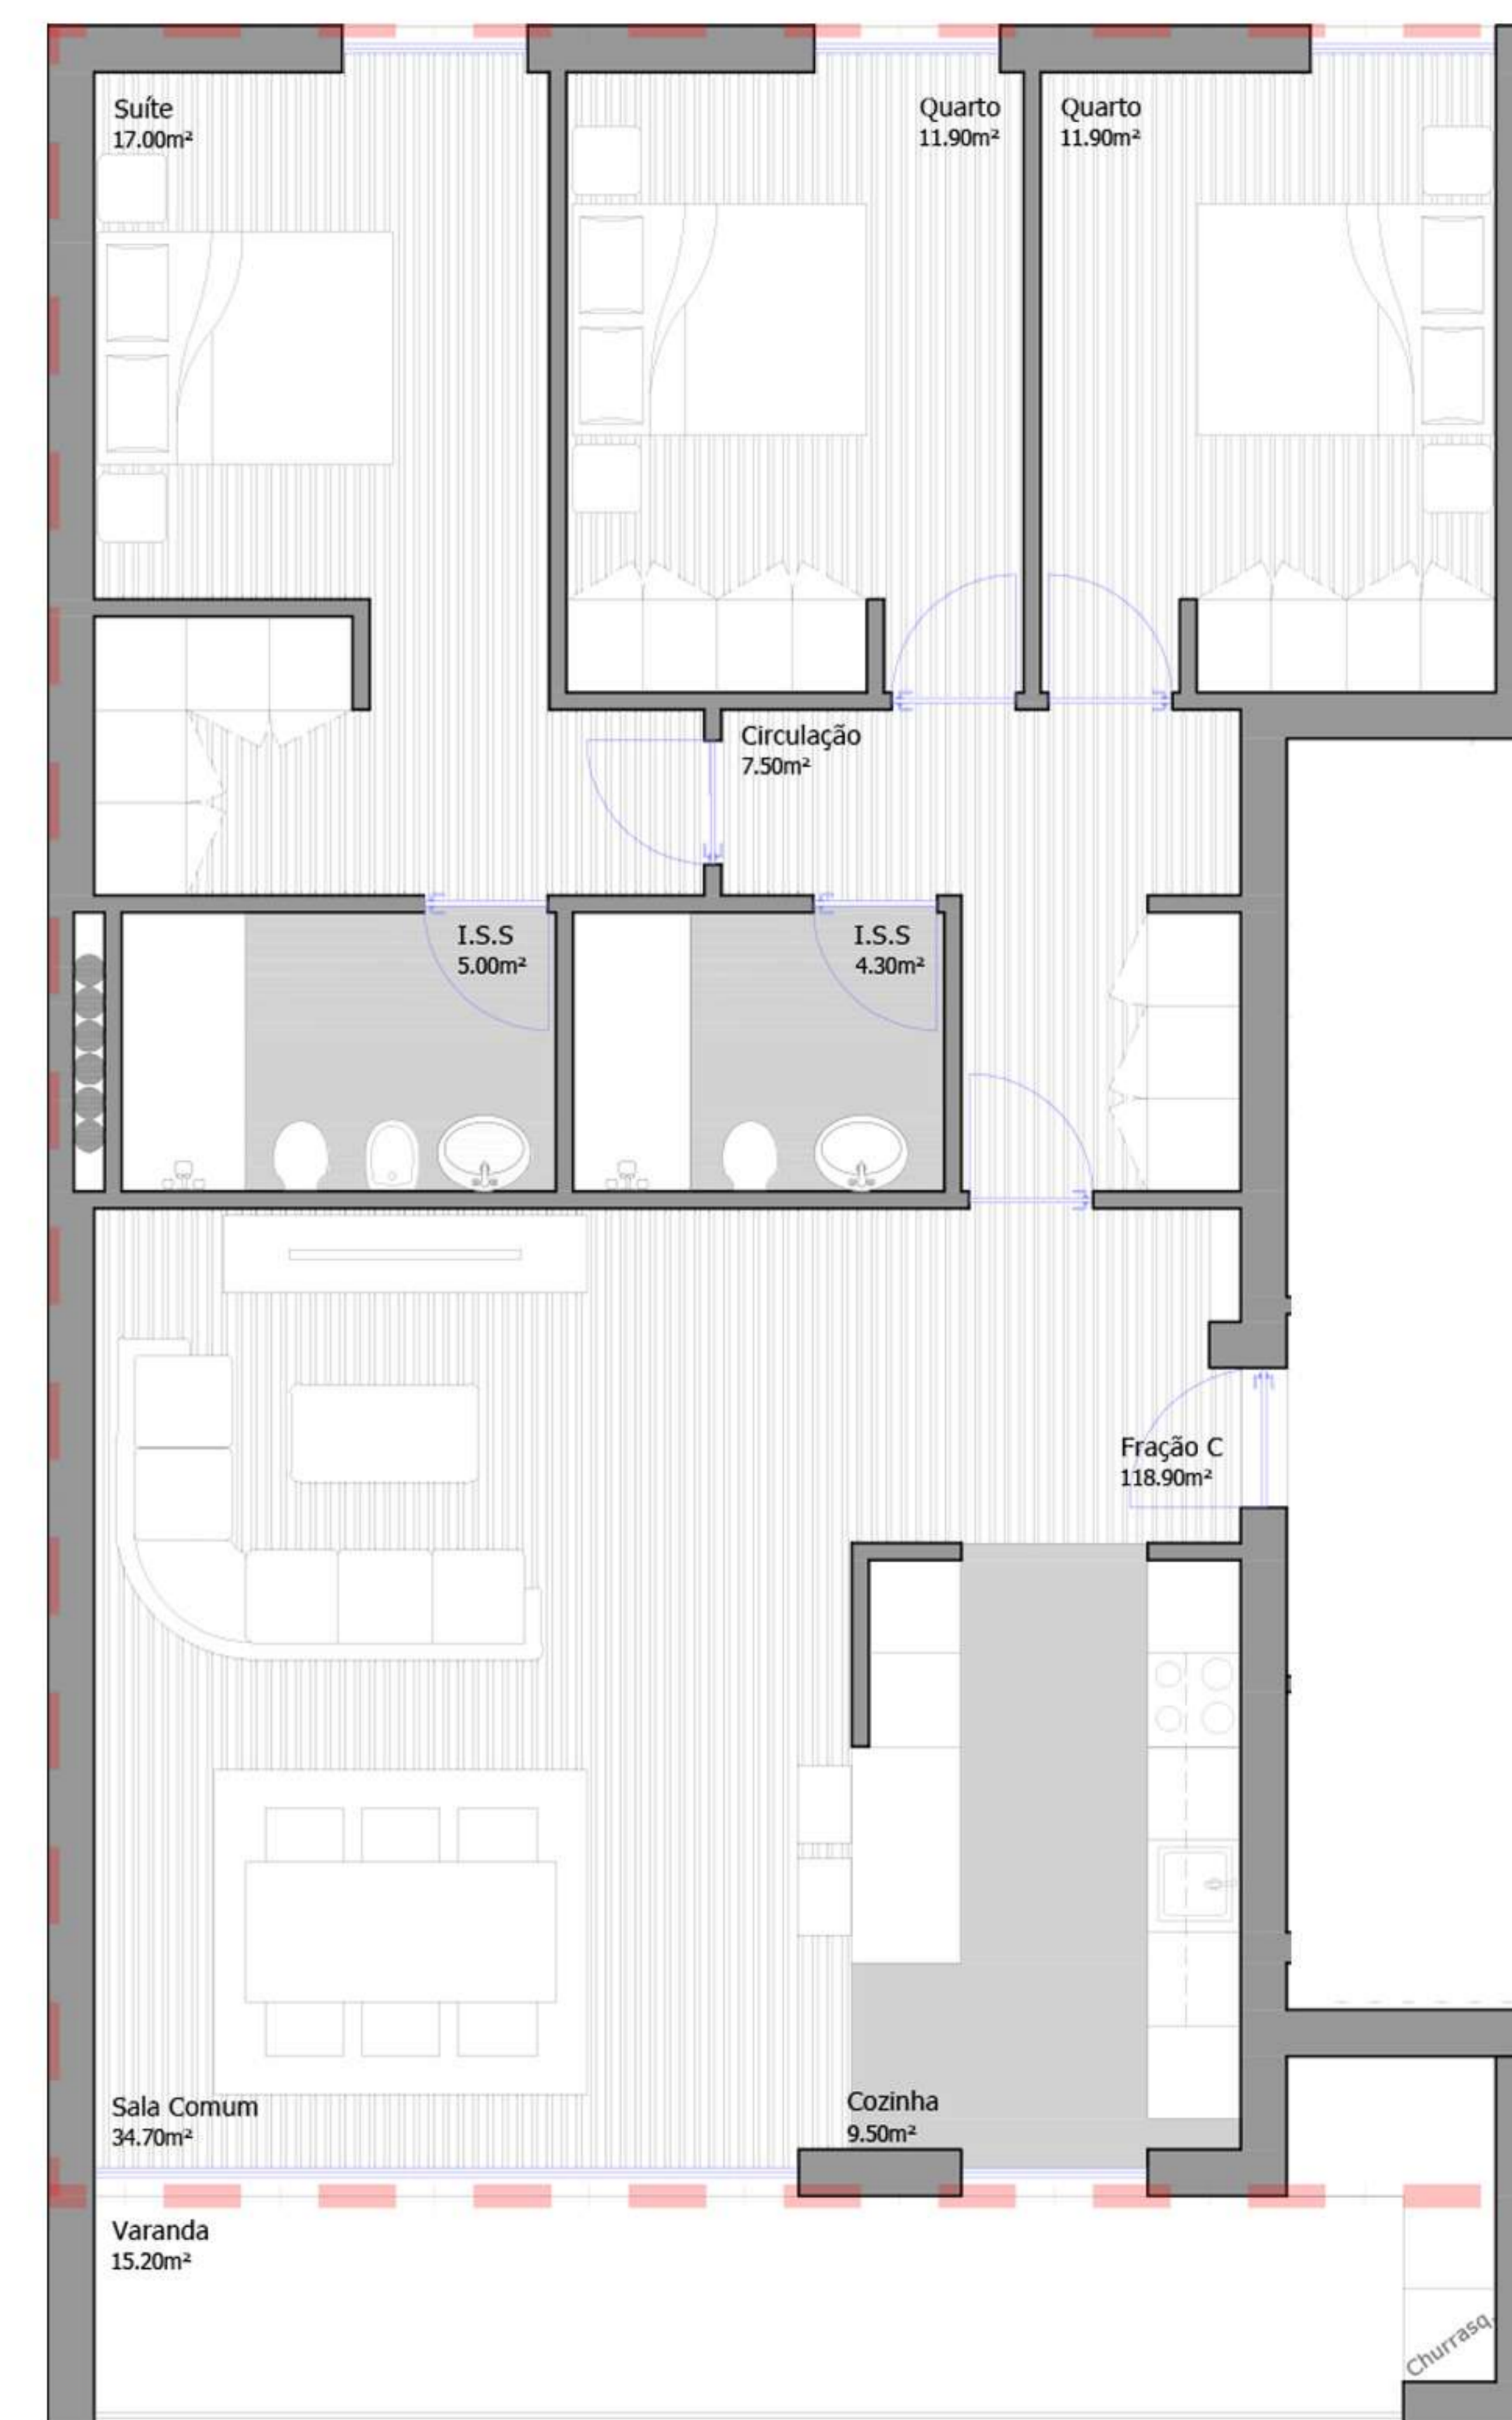 Suíte
17.00m²
Quarto
11.90m²
Quarto
11.90m²
Circulação
7.50m²
I.S.S
5.00m²
I.S.S
4.30m²
Fração C
118.90m²
Sala Comum
34.70m²
Cozinha
9.50m²
Varanda
15.20m²
Churrasq.